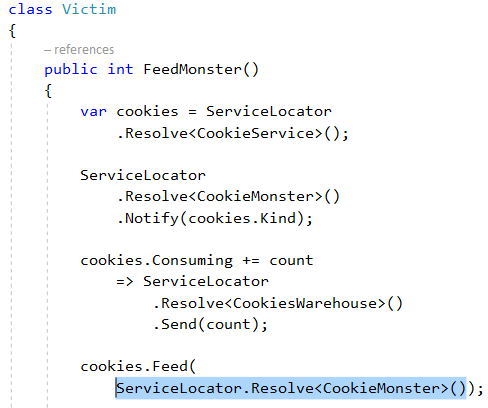 class Victim
{
– references
public int FeedMonster()
{
var cookies = ServiceLocator
.Resolve<CookieService>();
ServiceLocator
.Resolve<CookieMonster>()
.Notify(cookies.Kind);
cookies.Consuming += count
=> ServiceLocator
.Resolve<CookiesWarehouse>()
.Send(count);
cookies.Feed(
ServiceLocator.Resolve<CookieMonster>());